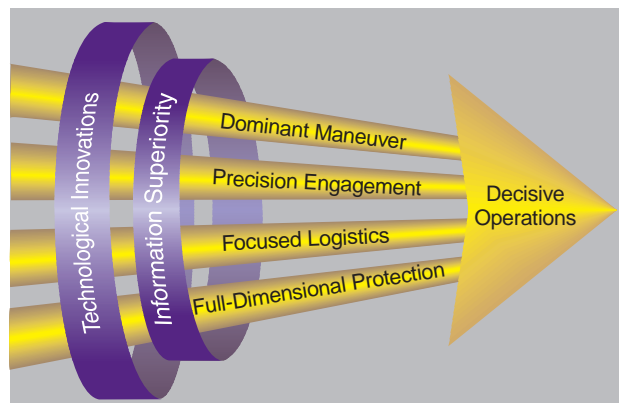 Technological Innovations
Information Superiority
Dominant Maneuver
Precision Engagement
Focused Logistics
Full-Dimensional Protection
Decisive
Operations